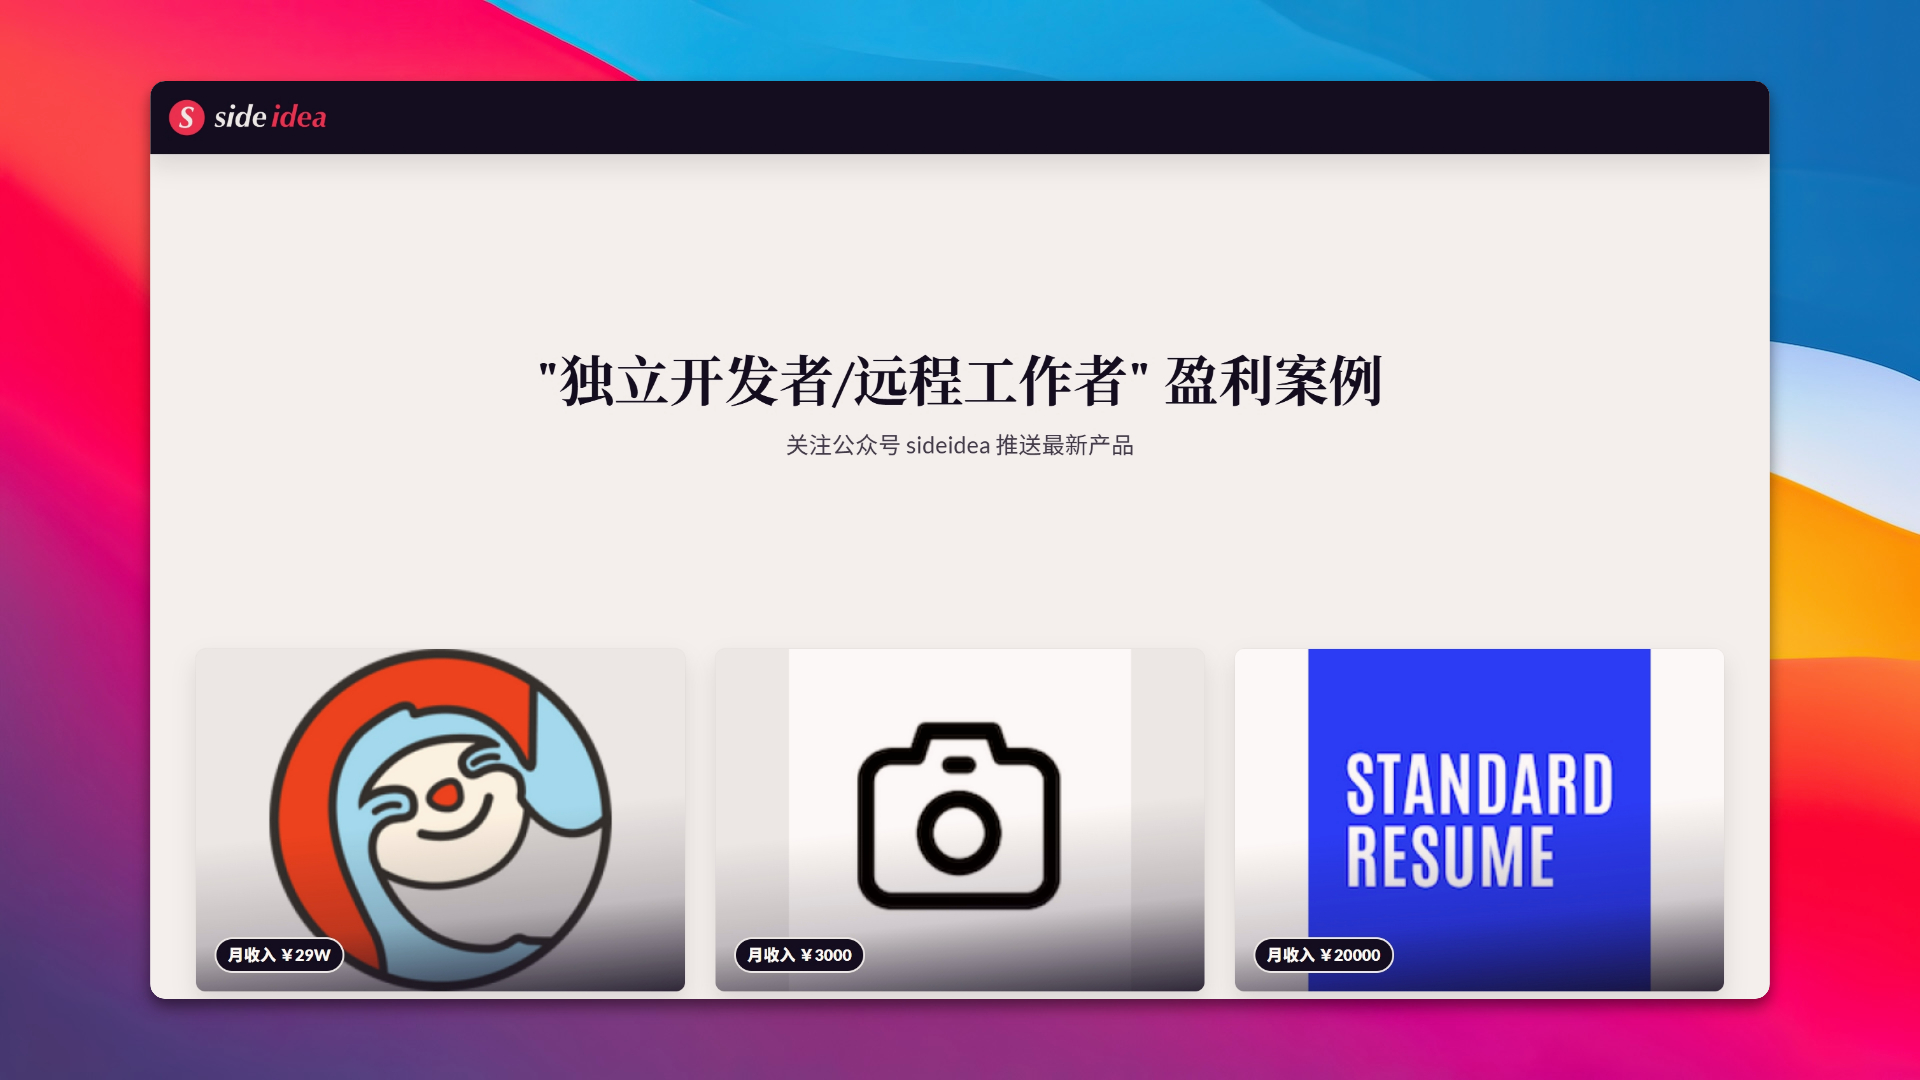 S side idea
"独立开发者/远程工作者" 盈利案例
关注公众号 sideidea 推送最新产品
STANDARD
RESUME
月收入 ¥29W
月收入 ¥3000
月收入 ¥20000